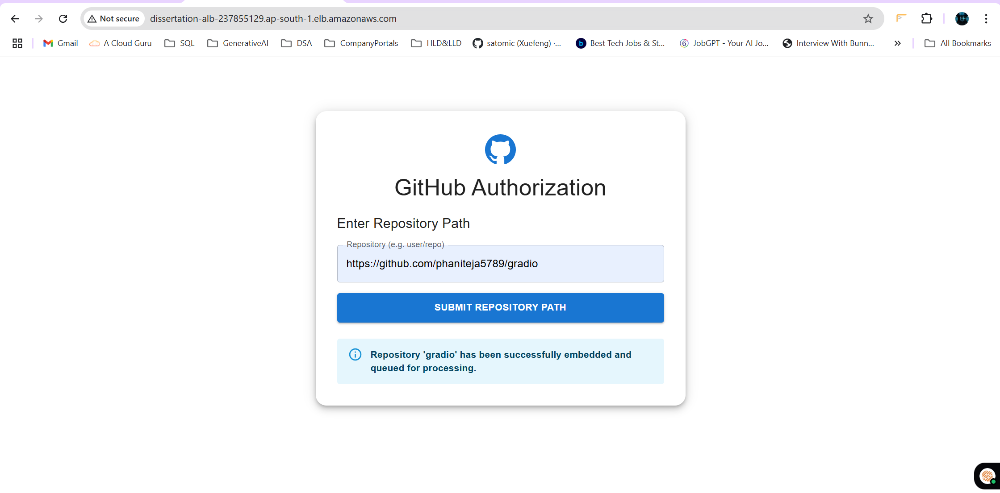 Not secure dissertation-alb-237855129.ap-south-1.elb.amazonaws.com
Gmail A Cloud Guru SQL GenerativeAI DSA CompanyPortals HLD&LLD satomic (Xuefeng) ·... Best Tech Jobs & St... JobGPT - Your AI Jo... Interview With Bunn... » All Bookmarks
GitHub Authorization
Enter Repository Path
Repository (e.g. user/repo)
https://github.com/phaniteja5789/gradio
SUBMIT REPOSITORY PATH
Repository 'gradio' has been successfully embedded and
queued for processing.